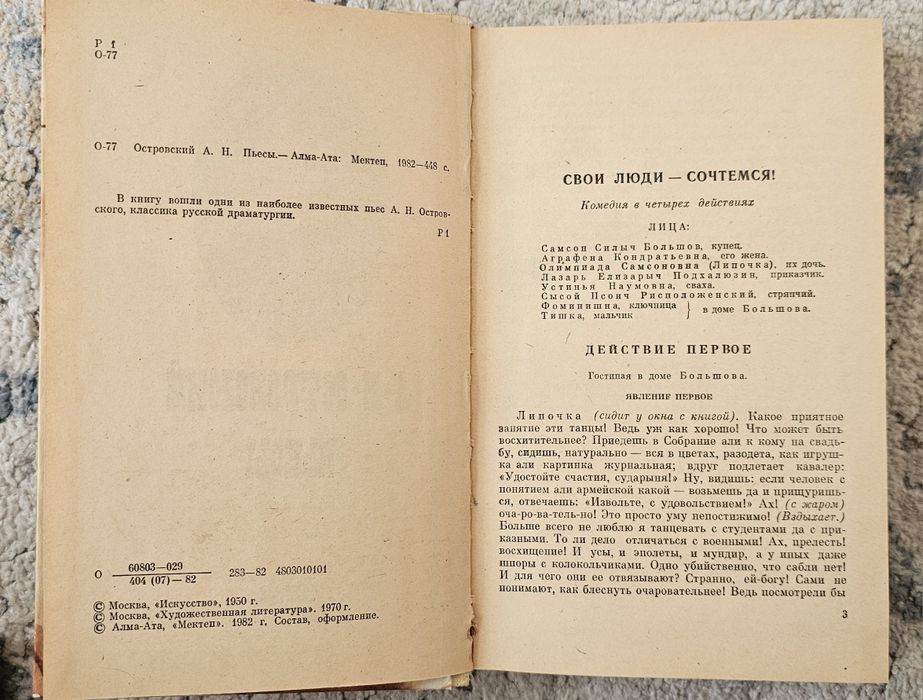 Р 1
О-77
О-77 Островский А. Н. Пьесы.— Алма-Ата: Мектеп, 1982—448 с.
В книгу вошли одни из наиболее известных пьес А. Н. Остров-
ского, классика русской драматургии.
Р1
О 60803—029
404 (07)—82 283—82 4803010101
© Москва, «Искусство», 1950 г.
© Москва, «Художественная литература». 1970 г.
© Алма-Ата, «Мектеп». 1982 г. Состав, оформление.
СВОИ ЛЮДИ — СОЧТЕМСЯ!
Комедия в четырех действиях
ЛИЦА:
Самсон Силыч Большов, купец.
Аграфена Кондратьевна, его жена.
Олимпиада Самсоновна (Липочка), их дочь.
Лазарь Елизарыч Подхалюзин, приказчик.
Устинья Наумовна, сваха.
Сысой Псоич Рисположенский, стряпчий.
Фоминишна, ключница } в доме Большова.
Тишка, мальчик
ДЕЙСТВИЕ ПЕРВОЕ
Гостиная в доме Большова.
ЯВЛЕНИЕ ПЕРВОЕ
Липочка (сидит у окна с книгой). Какое приятное
занятие эти танцы! Ведь уж как хорошо! Что может быть
восхитительнее? Приедешь в Собрание али к кому на свадь-
бу, сидишь, натурально — вся в цветах, разодета, как игруш-
ка али картинка журнальная; вдруг подлетает кавалер:
«Удостойте счастия, сударыня!» Ну, видишь: если человек с
понятием али армейской какой — возьмешь да и прищуришь-
ся, отвечаешь: «Извольте, с удовольствием!» Ах! (с жаром)
оча-ро-ва-тель-но! Это просто уму непостижимо! (Вздыхает.)
Больше всего не люблю я танцевать с студентами да с при-
казными. То ли дело отличаться с военными! Ах, прелесть!
восхищение! И усы, и эполеты, и мундир, а у иных даже
шпоры с колокольчиками. Одно убийственно, что сабли нет!
И для чего они ее отвязывают? Странно, ей-богу! Сами не
понимают, как блеснуть очаровательнее! Ведь посмотрели бы
3